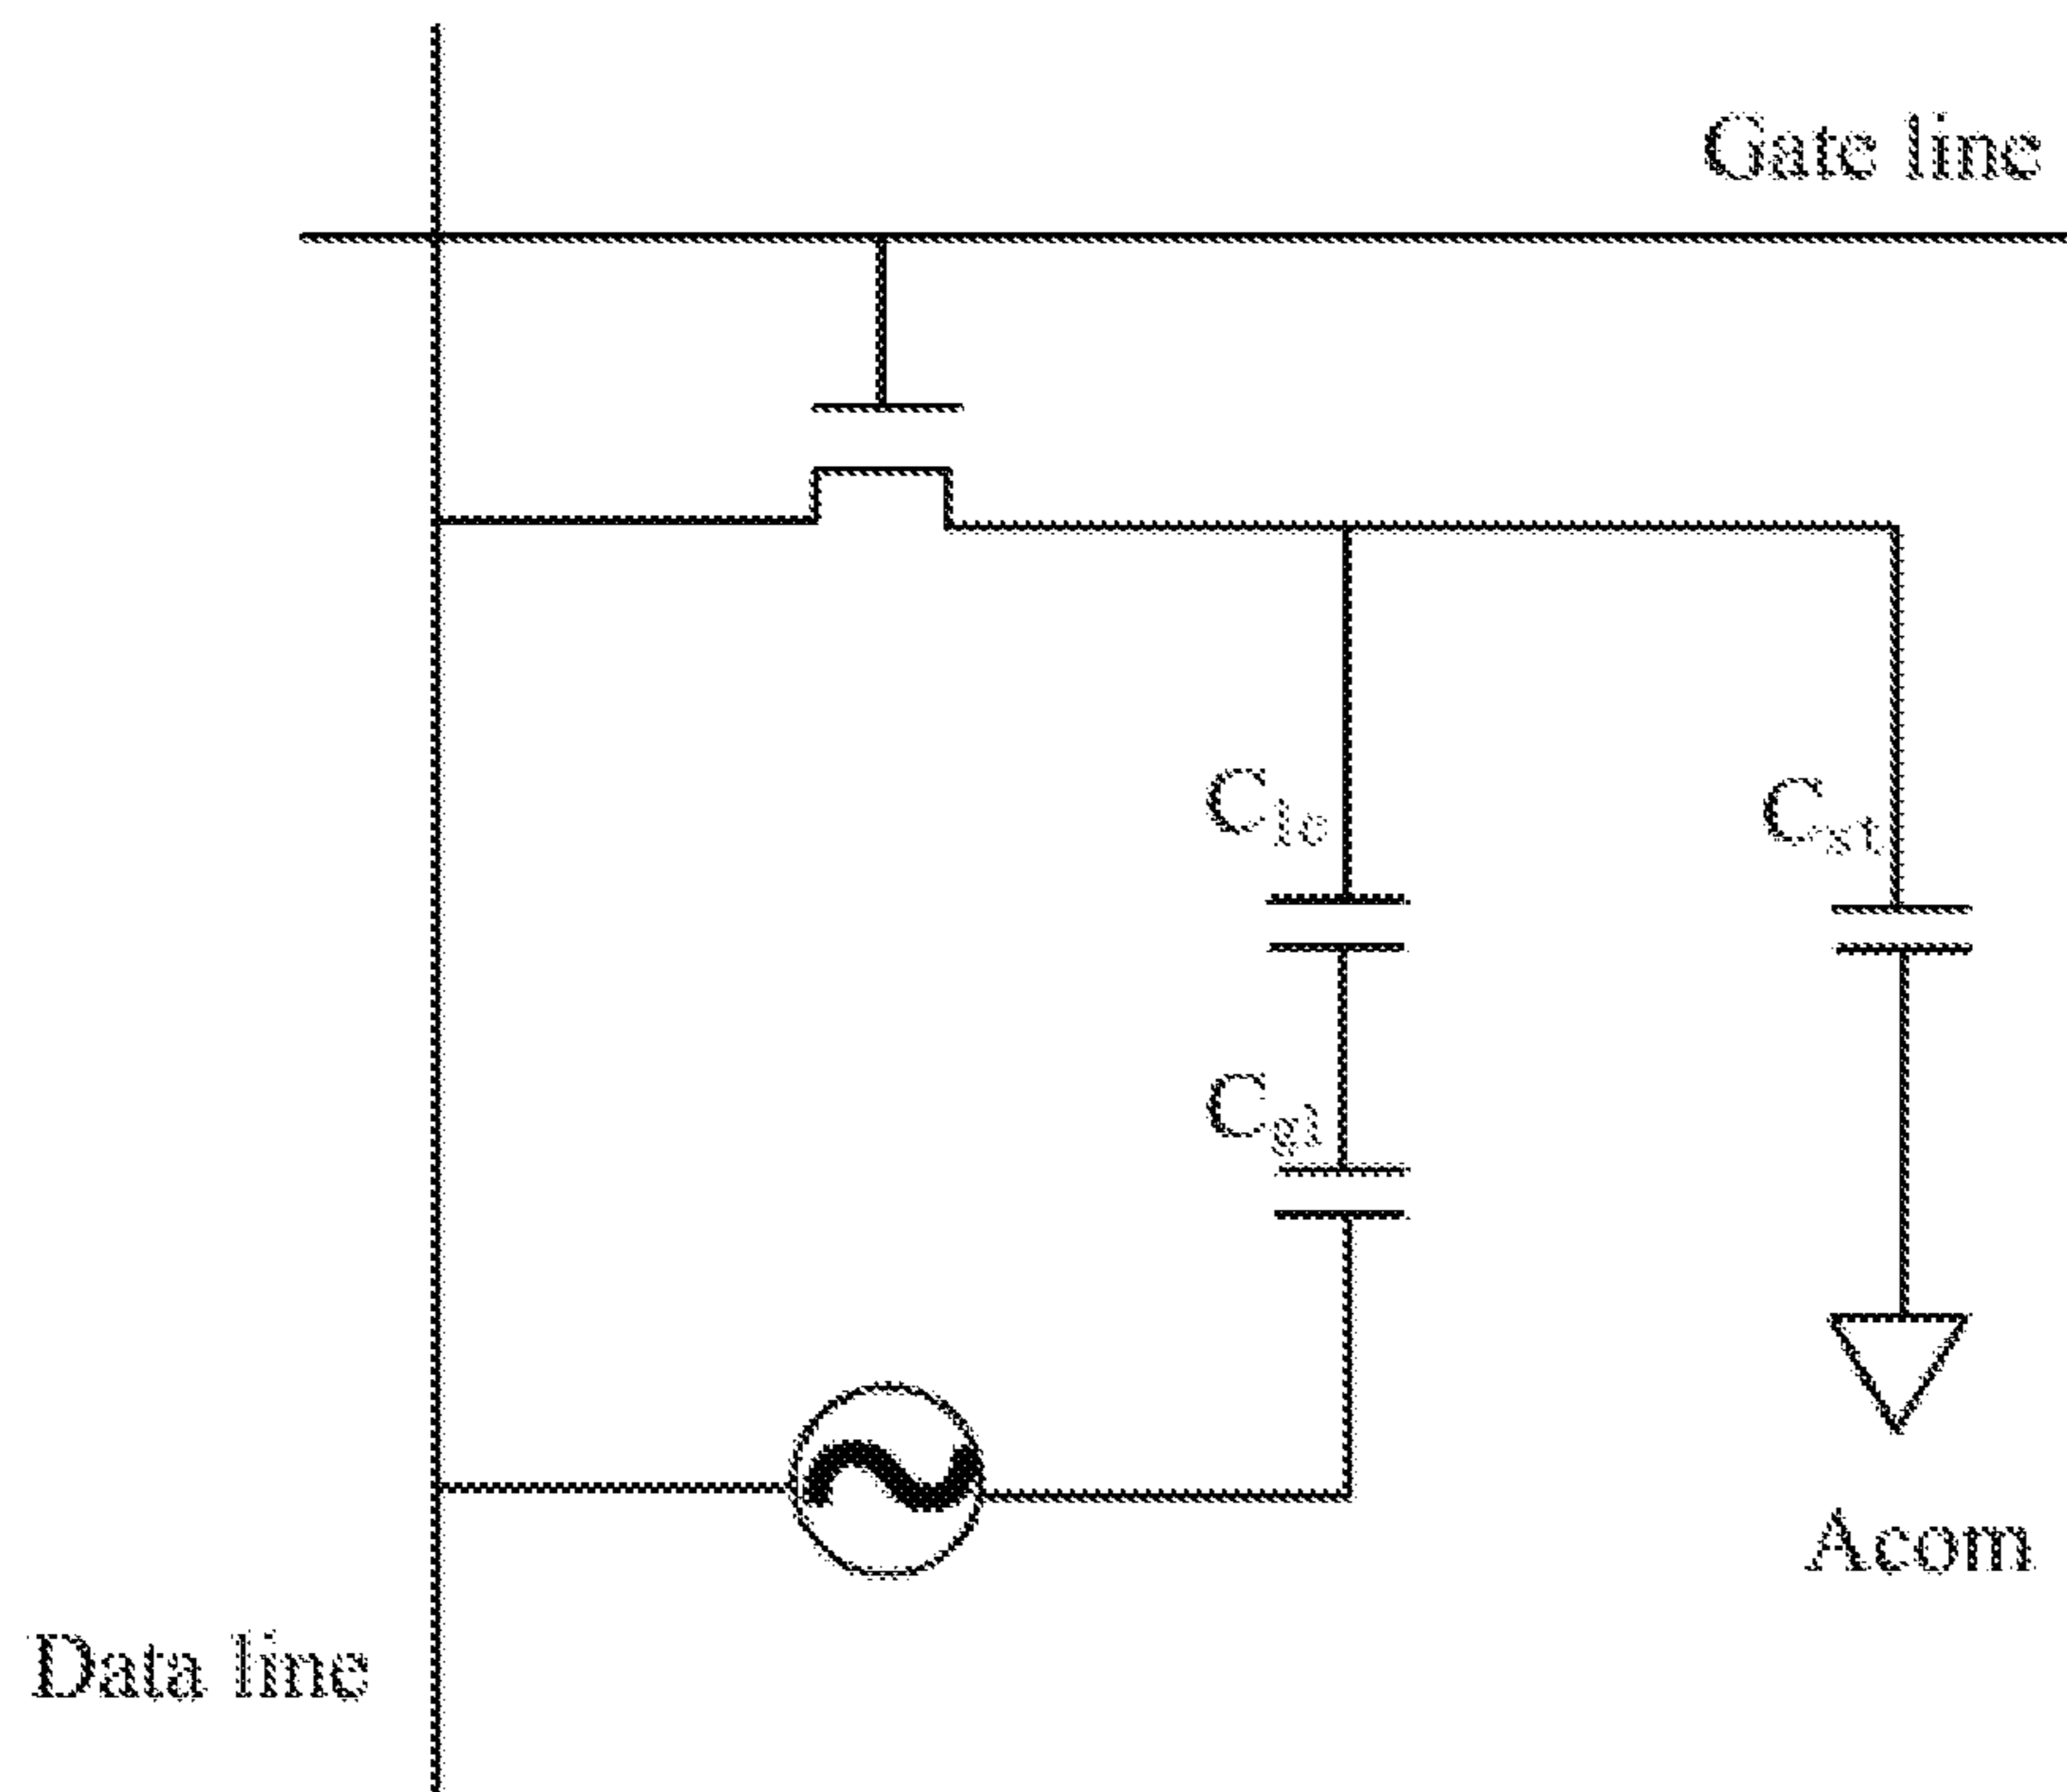 Gate line
C_lc
C_st
C_gl
Acom
Data line